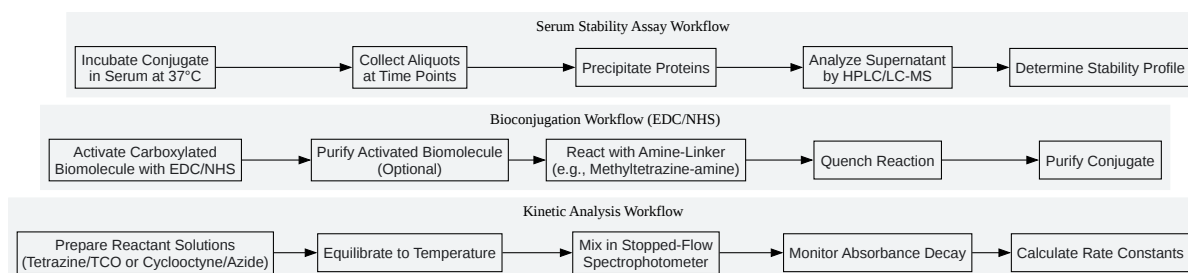 Serum Stability Assay Workflow
Incubate Conjugate
in Serum at 37°C
Collect Aliquots
at Time Points
Precipitate Proteins
Analyze Supernatant
by HPLC/LC-MS
Determine Stability Profile
Bioconjugation Workflow (EDC/NHS)
Activate Carboxylated
Biomolecule with EDC/NHS
Purify Activated Biomolecule
(Optional)
React with Amine-Linker
(e.g., Methyltetrazine-amine)
Quench Reaction
Purify Conjugate
Kinetic Analysis Workflow
Prepare Reactant Solutions
(Tetrazine/TCO or Cyclooctyne/Azide)
Equilibrate to Temperature
Mix in Stopped-Flow
Spectrophotometer
Monitor Absorbance Decay
Calculate Rate Constants